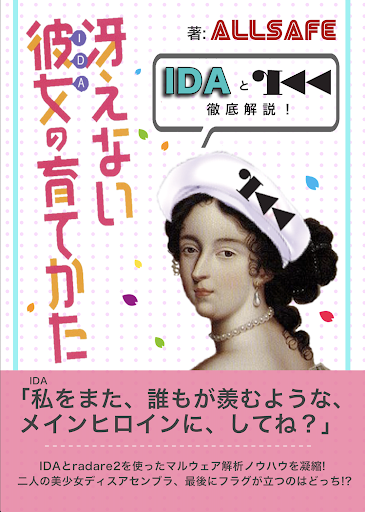 冴えない
IDA
彼女の育てかた
著: ALLSAFE
IDA と
徹底解説！
IDA
「私をまた、誰もが羨むような、
メインヒロインに、してね？」
IDAとradare2を使ったマルウェア解析ノウハウを凝縮!
二人の美少女ディスアセンブラ、最後にフラグが立つのはどっち!?